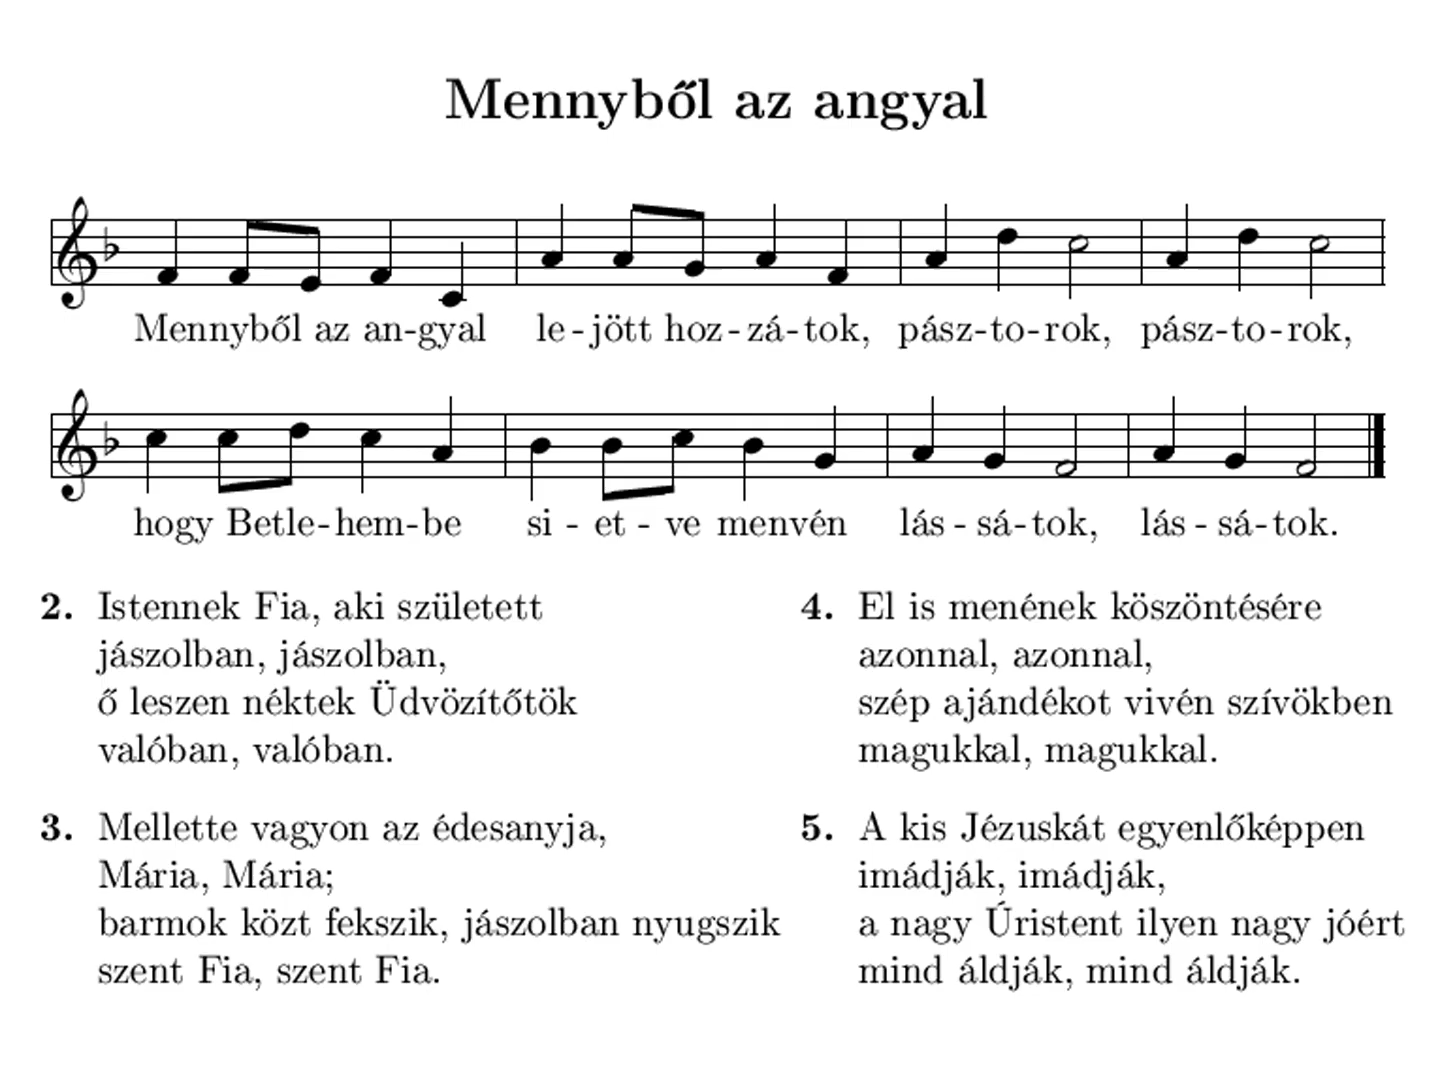 Mennyből az angyal
Mennyből az an-gyal le-jött hoz-zá-tok, pász-to-rok, pász-to-rok,
hogy Betle-hem-be si-et-ve menvén lás-sá-tok, lás-sá-tok.
2. Istennek Fia, aki született
jászolban, jászolban,
ő leszen néktek Üdvözítőtök
valóban, valóban.
3. Mellette vagyon az édesanyja,
Mária, Mária;
barmok közt fekszik, jászolban nyugszik
szent Fia, szent Fia.
4. El is menének köszöntésére
azonnal, azonnal,
szép ajándékot vivén szívökben
magukkal, magukkal.
5. A kis Jézuskát egyenlőképpen
imádják, imádják,
a nagy Úristent ilyen nagy jóért
mind áldják, mind áldják.